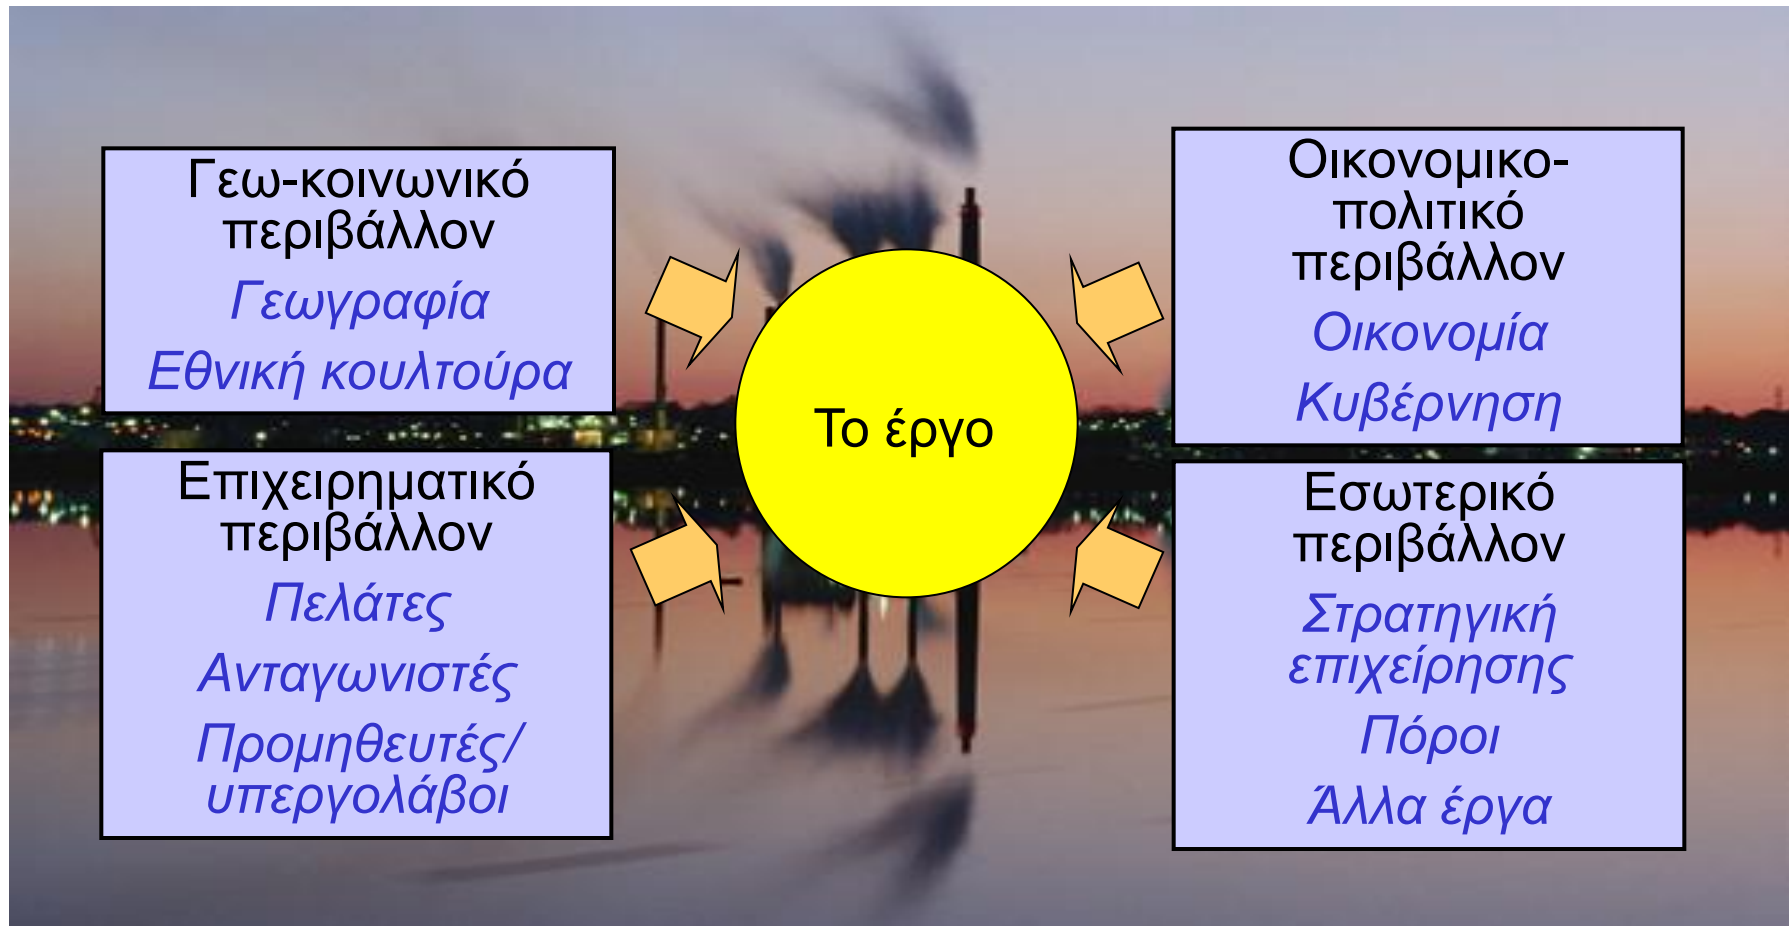 Γεω-κοινωνικό
περιβάλλον
Γεωγραφία
Εθνική κουλτούρα
Επιχειρηματικό
περιβάλλον
Πελάτες
Ανταγωνιστές
Προμηθευτές/
υπεργολάβοι
Το έργο
Οικονομικο-
πολιτικό
περιβάλλον
Οικονομία
Κυβέρνηση
Εσωτερικό
περιβάλλον
Στρατηγική
επιχείρησης
Πόροι
Άλλα έργα